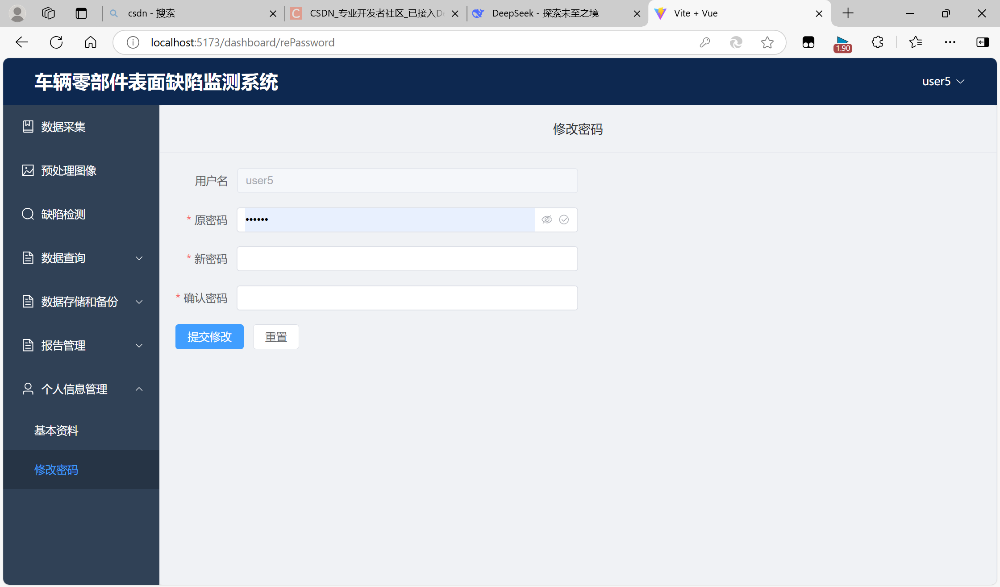 csdn - 搜索
CSDN_专业开发者社区_已接入D
DeepSeek - 探索未至之境
Vite + Vue
localhost:5173/dashboard/rePassword
1.90
车辆零部件表面缺陷监测系统
user5
数据采集
预处理图像
缺陷检测
数据查询
数据存储和备份
报告管理
个人信息管理
基本资料
修改密码
修改密码
用户名
user5
* 原密码
••••••
* 新密码
* 确认密码
提交修改
重置